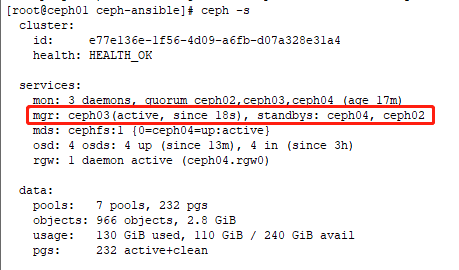 [root@ceph01 ceph-ansible]# ceph -s
cluster:
id: e77e136e-1f56-4d09-a6fb-d07a328e31a4
health: HEALTH_OK
services:
mon: 3 daemons, quorum ceph02,ceph03,ceph04 (age 17m)
mgr: ceph03(active, since 18s), standbys: ceph04, ceph02
mds: cephfs:1 {0=ceph04=up:active}
osd: 4 osds: 4 up (since 13m), 4 in (since 3h)
rgw: 1 daemon active (ceph04.rgw0)
data:
pools: 7 pools, 232 pgs
objects: 966 objects, 2.8 GiB
usage: 130 GiB used, 110 GiB / 240 GiB avail
pgs: 232 active+clean